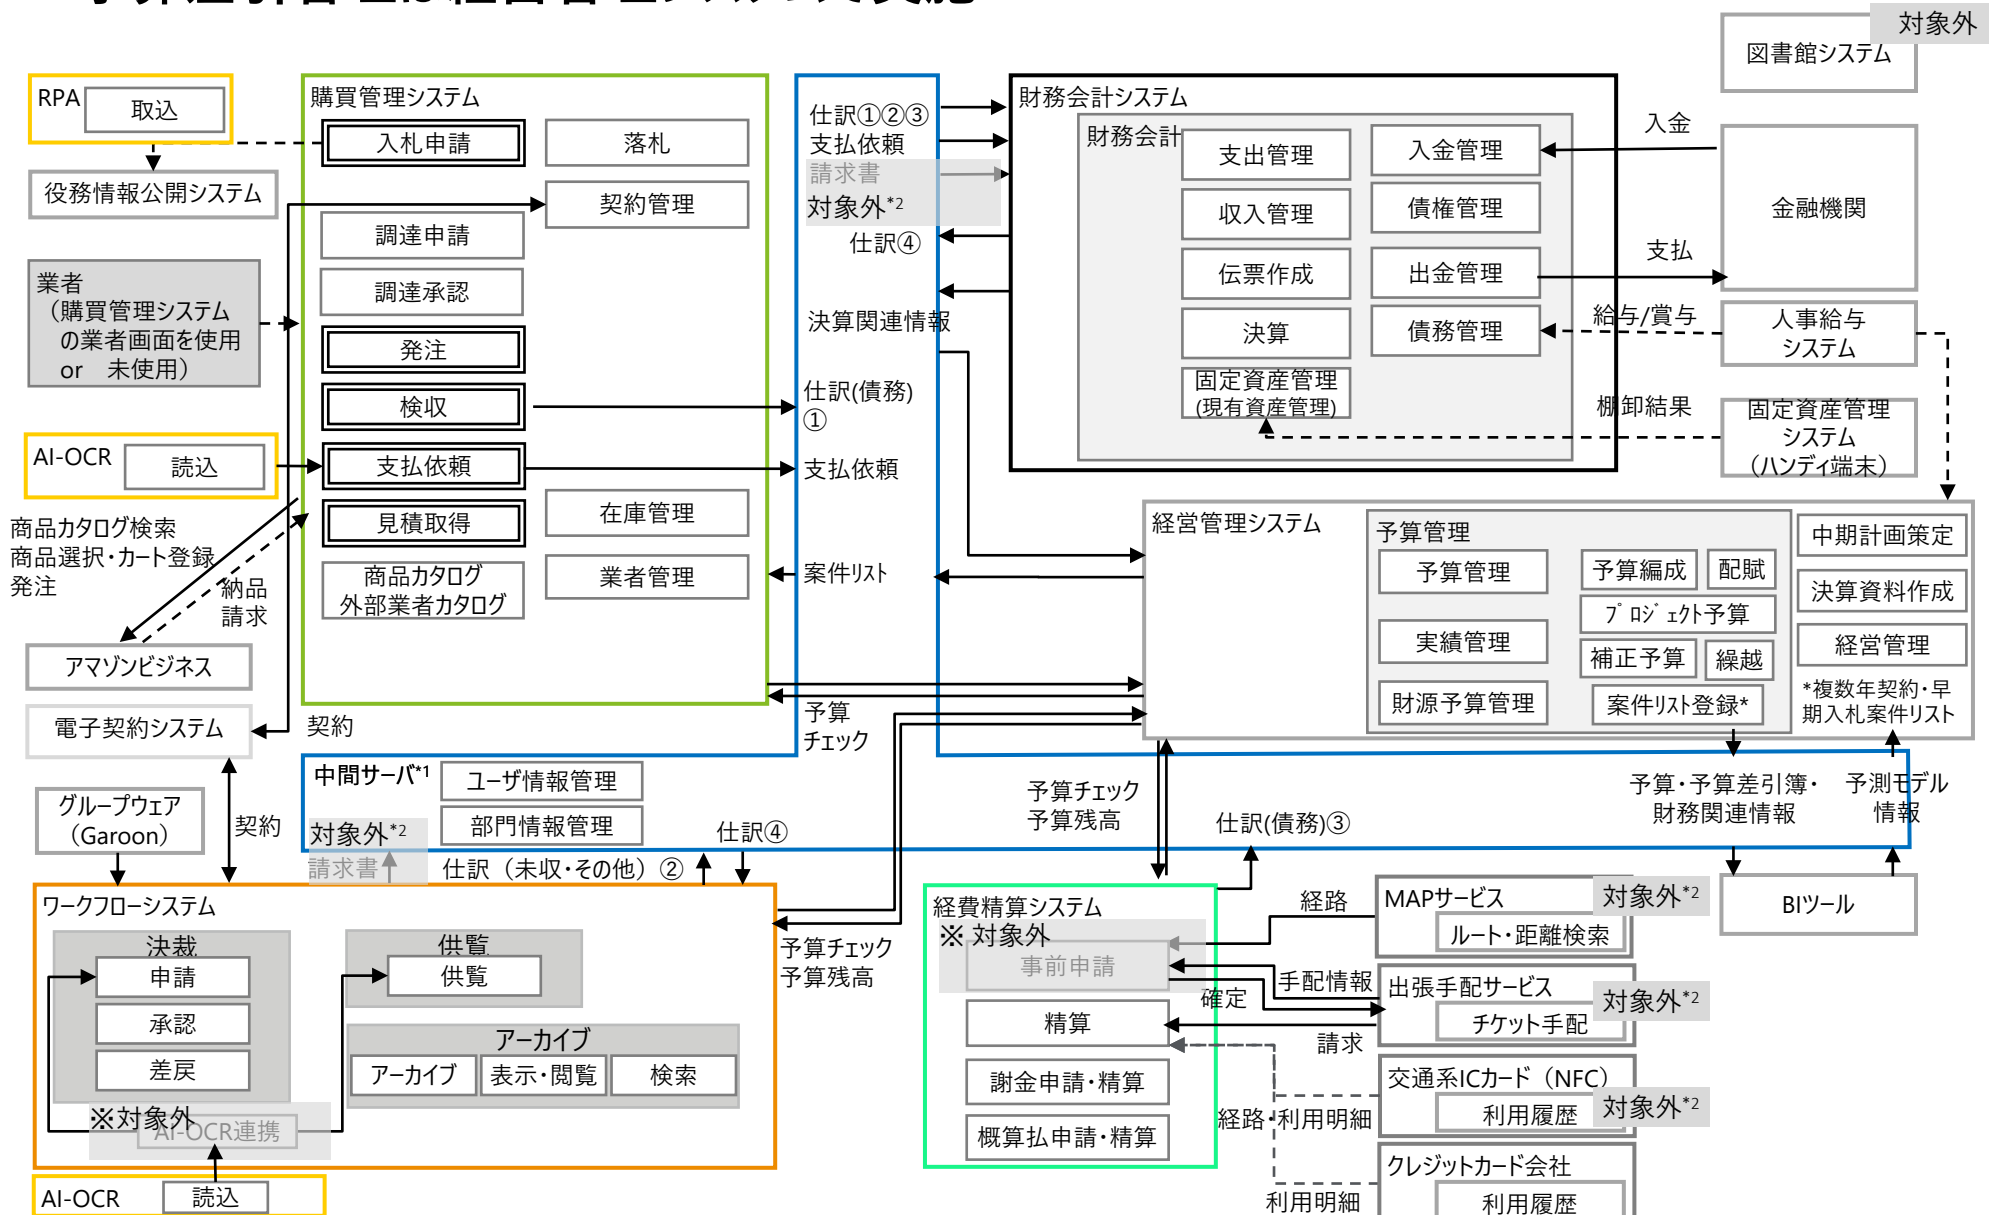 対象外
図書館システム
RPA
取込
役務情報公開システム
業者
（購買管理システム
の業者画面を使用
or　未使用）
AI-OCR
読込
商品カタログ検索
商品選択・カート登録
発注
納品
請求
アマゾンビジネス
電子契約システム
契約
グループウェア
（Garoon）
契約
購買管理システム
入札申請
落札
契約管理
調達申請
調達承認
発注
検収
支払依頼
見積取得
在庫管理
商品カタログ
外部業者カタログ
業者管理
仕訳①②③
支払依頼
請求書
対象外*2
仕訳④
決算関連情報
仕訳(債務)
①
支払依頼
案件リスト
予算
チェック
財務会計システム
財務会計
支出管理
入金管理
収入管理
債権管理
伝票作成
出金管理
決算
債務管理
固定資産管理
(現有資産管理)
入金
金融機関
支払
給与/賞与
人事給与
システム
棚卸結果
固定資産管理
システム
（ハンディ端末）
経営管理システム
予算管理
予算管理
予算編成
配賦
プロジェクト予算
実績管理
補正予算
繰越
財源予算管理
案件リスト登録*
中期計画策定
決算資料作成
経営管理
*複数年契約・早
期入札案件リスト
中間サーバ*1
ユーザ情報管理
部門情報管理
対象外*2
請求書
仕訳（未収・その他）②
仕訳④
予算チェック
予算残高
仕訳(債務)③
予算・予算差引簿・
財務関連情報
予測モデル
情報
ワークフローシステム
決裁
申請
承認
差戻
供覧
供覧
アーカイブ
アーカイブ
表示・閲覧
検索
※対象外
AI-OCR連携
AI-OCR
読込
予算チェック
予算残高
経費精算システム
※ 対象外
事前申請
精算
謝金申請・精算
概算払申請・精算
経路
手配情報
確定
請求
経路・利用明細
利用明細
MAPサービス
対象外*2
ルート・距離検索
出張手配サービス
対象外*2
チケット手配
交通系ICカード（NFC）
対象外*2
利用履歴
クレジットカード会社
利用履歴
BIツール